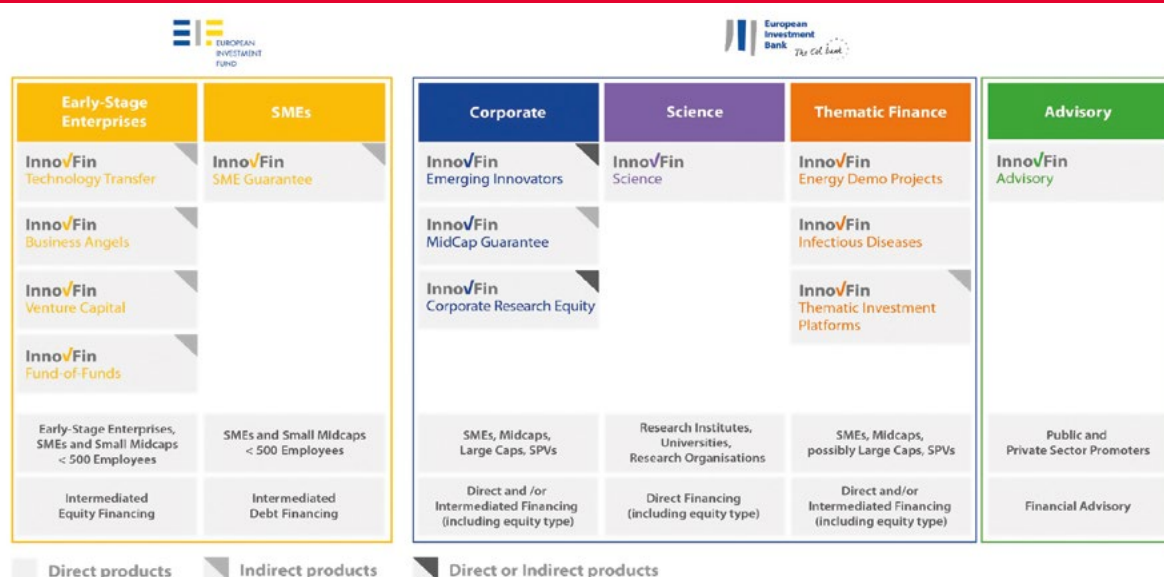 EUROPEAN
INVESTMENT
FUND
European
Investment
Bank
The EU bank
Early-Stage
Enterprises
InnovFin
Technology Transfer
InnovFin
Business Angels
InnovFin
Venture Capital
InnovFin
Fund-of-Funds
Early-Stage Enterprises,
SMEs and Small Midcaps
< 500 Employees
Intermediated
Equity Financing
SMEs
InnovFin
SME Guarantee
SMEs and Small Midcaps
< 500 Employees
Intermediated
Debt Financing
Corporate
InnovFin
Emerging Innovators
InnovFin
MidCap Guarantee
InnovFin
Corporate Research Equity
SMEs, Midcaps,
Large Caps, SPVs
Direct and /or
Intermediated Financing
(including equity type)
Science
InnovFin
Science
Research Institutes,
Universities,
Research Organisations
Direct Financing
(including equity type)
Thematic Finance
InnovFin
Energy Demo Projects
InnovFin
Infectious Diseases
InnovFin
Thematic Investment
Platforms
SMEs, Midcaps,
possibly Large Caps, SPVs
Direct and/or
Intermediated Financing
(including equity type)
Advisory
InnovFin
Advisory
Public and
Private Sector Promoters
Financial Advisory
Direct products
Indirect products
Direct or Indirect products